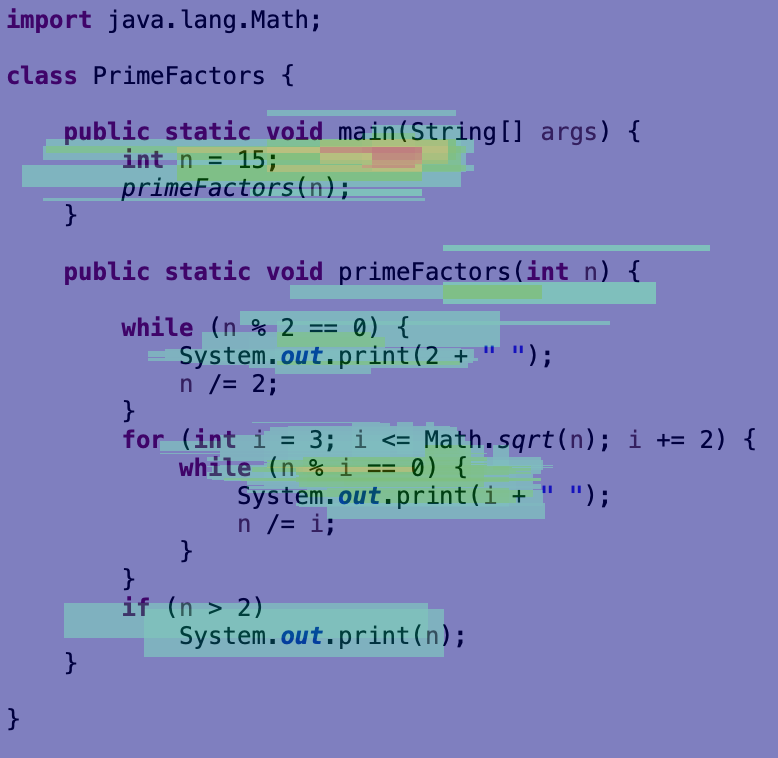 import java.lang.Math;
class PrimeFactors {
public static void main(String[] args) {
int n = 15;
primeFactors(n);
}
public static void primeFactors(int n) {
while (n % 2 == 0) {
System.out.print(2 + " ");
n /= 2;
}
for (int i = 3; i <= Math.sqrt(n); i += 2) {
while (n % i == 0) {
System.out.print(i + " ");
n /= i;
}
}
if (n > 2)
System.out.print(n);
}
}